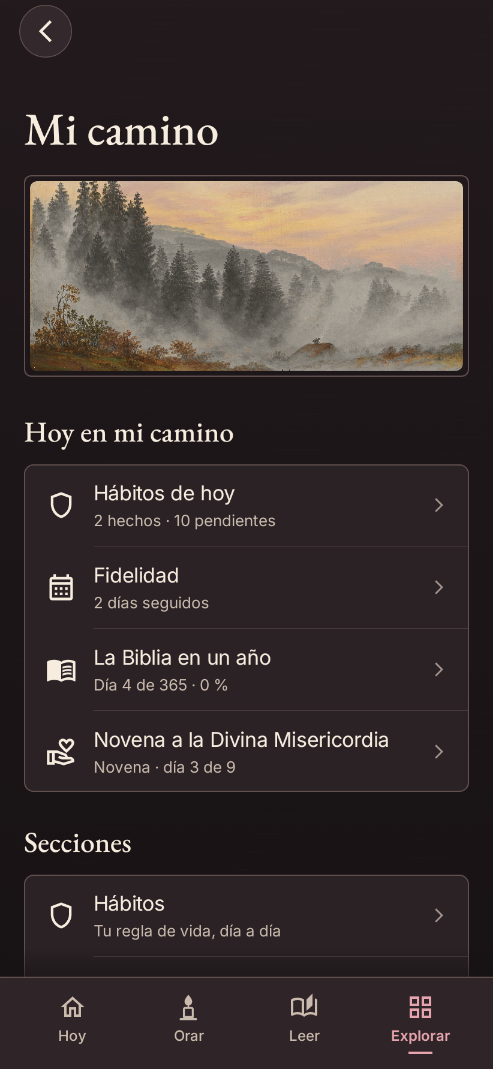 Mi camino
Hoy en mi camino
Hábitos de hoy
2 hechos · 10 pendientes
Fidelidad
2 días seguidos
La Biblia en un año
Día 4 de 365 · 0 %
Novena a la Divina Misericordia
Novena · día 3 de 9
Secciones
Hábitos
Tu regla de vida, día a día
Hoy
Orar
Leer
Explorar